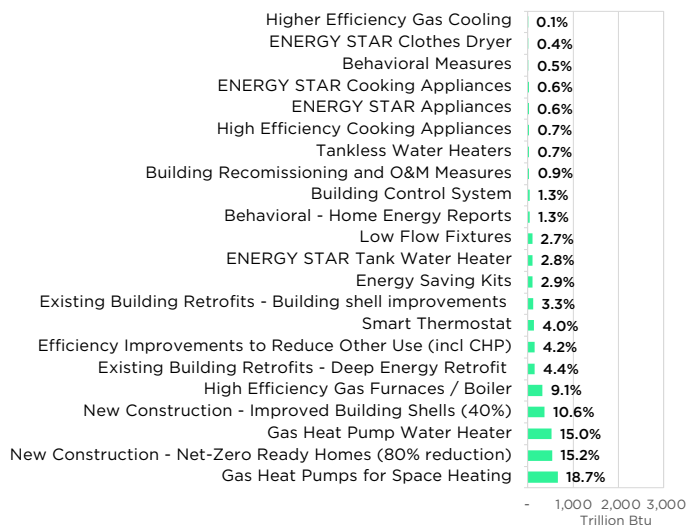 Higher Efficiency Gas Cooling 0.1%
ENERGY STAR Clothes Dryer 0.4%
Behavioral Measures 0.5%
ENERGY STAR Cooking Appliances 0.6%
ENERGY STAR Appliances 0.6%
High Efficiency Cooking Appliances 0.7%
Tankless Water Heaters 0.7%
Building Recomissioning and O&M Measures 0.9%
Building Control System 1.3%
Behavioral - Home Energy Reports 1.3%
Low Flow Fixtures 2.7%
ENERGY STAR Tank Water Heater 2.8%
Energy Saving Kits 2.9%
Existing Building Retrofits - Building shell improvements 3.3%
Smart Thermostat 4.0%
Efficiency Improvements to Reduce Other Use (incl CHP) 4.2%
Existing Building Retrofits - Deep Energy Retrofit 4.4%
High Efficiency Gas Furnaces / Boiler 9.1%
New Construction - Improved Building Shells (40%) 10.6%
Gas Heat Pump Water Heater 15.0%
New Construction - Net-Zero Ready Homes (80% reduction) 15.2%
Gas Heat Pumps for Space Heating 18.7%
- 1,000 2,000 3,000
Trillion Btu